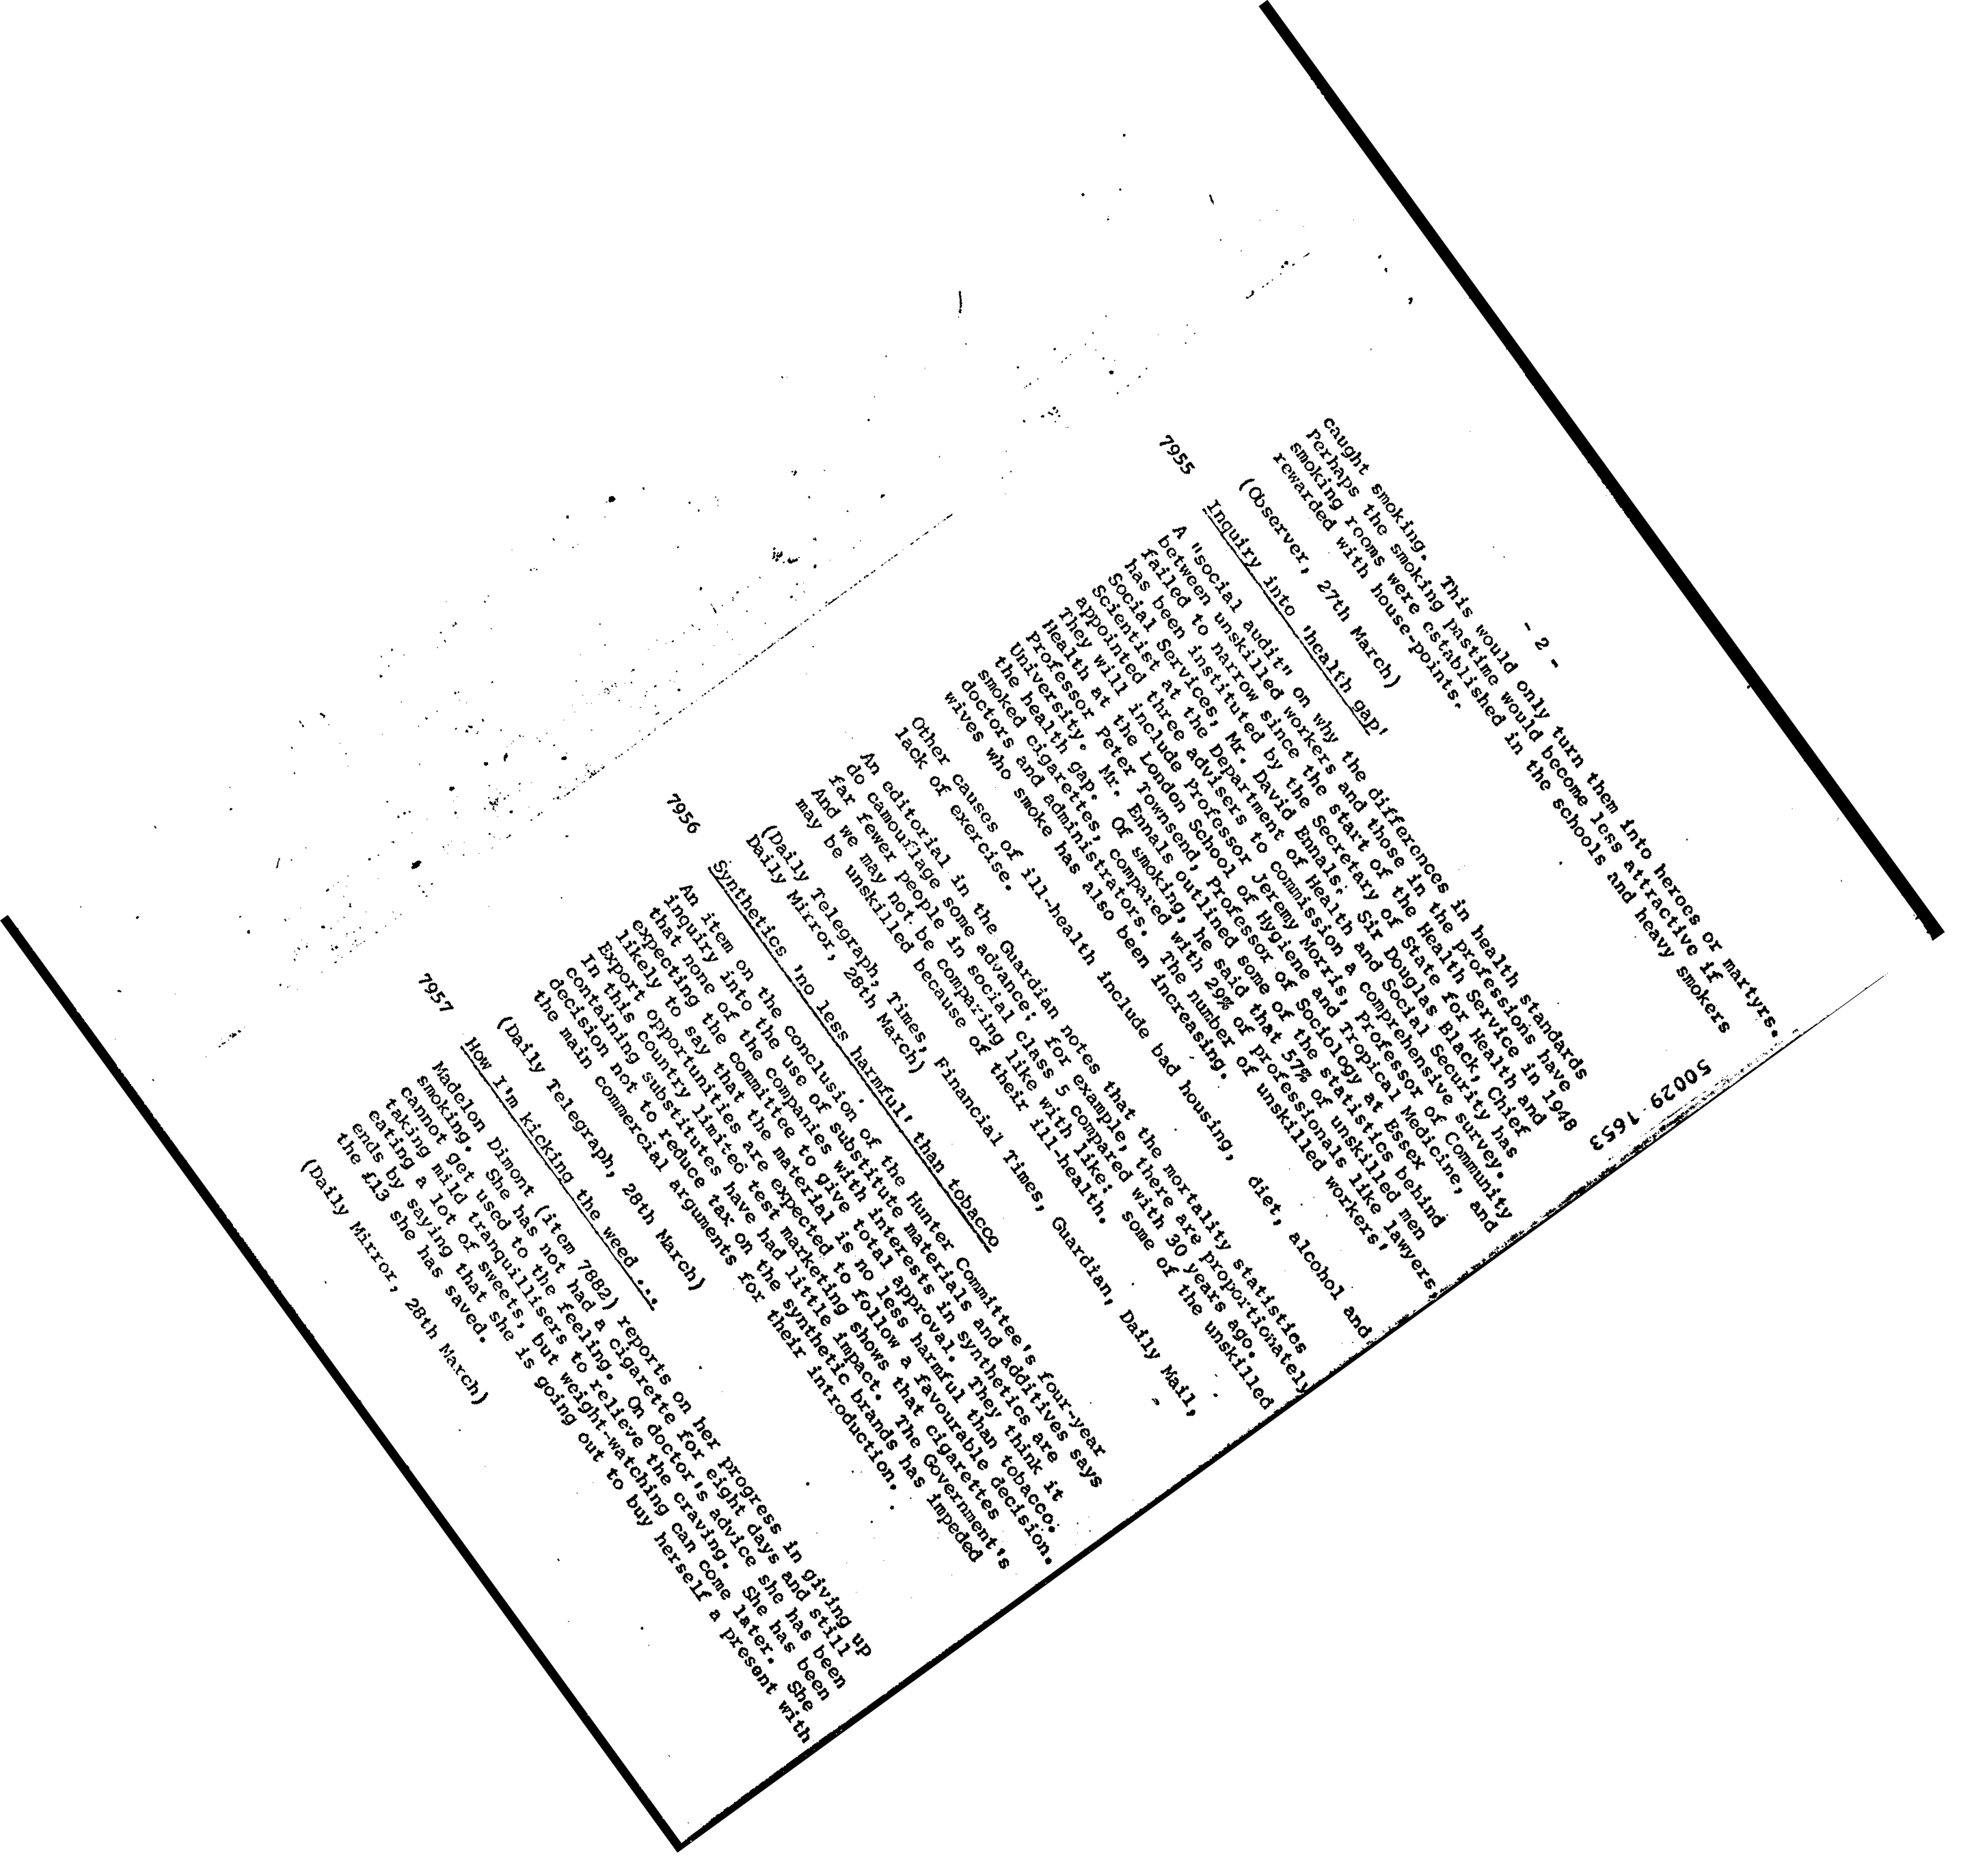 - 2 -
caught smoking. This would only turn them into heroes or martyrs.
Perhaps the smoking pastime would become less attractive if
smoking rooms were established in the schools and heavy smokers
rewarded with house-points.
(Observer, 27th March)
7955 Inquiry into 'health gap'
A "social audit" on why the differences in health standards
between unskilled workers and those in the professions have
failed to narrow since the start of the Health Service in 1948
has been instituted by the Secretary of State for Health and
Social Services, Mr. David Ennals; Sir Douglas Black, Chief
Scientist at the Department of Health and Social Security has
appointed three advisers to commission a comprehensive survey.
They will include Professor Jeremy Morris, Professor of Community
Health at the London School of Hygiene and Tropical Medicine, and
Professor Peter Townsend, Professor of Sociology at Essex
University. Mr. Ennals outlined some of the statistics behind
the health gap. Of smoking, he said that 57% of unskilled men
smoked cigarettes, compared with 29% of professionals like lawyers,
doctors and administrators. The number of unskilled workers'
wives who smoke has also been increasing.
Other causes of ill-health include bad housing, diet, alcohol and
lack of exercise.
An editorial in the Guardian notes that the mortality statistics
do camouflage some advance; for example, there are proportionately
far fewer people in social class 5 compared with 30 years ago.
And we may not be comparing like with like: some of the unskilled
may be unskilled because of their ill-health.
(Daily Telegraph, Times, Financial Times, Guardian, Daily Mail,
Daily Mirror, 28th March)
7956 Synthetics 'no less harmful' than tobacco
An item on the conclusion of the Hunter Committee's four-year
inquiry into the use of substitute materials and additives says
that none of the companies with interests in synthetics are
expecting the committee to give total approval. They think it
likely to say that the material is no less harmful than tobacco.
Export opportunities are expected to follow a favourable decision.
In this country limited test marketing shows that cigarettes
containing substitutes have had little impact. The Government's
decision not to reduce tax on the synthetic brands has impeded
the main commercial arguments for their introduction.
(Daily Telegraph, 28th March)
7957 How I'm kicking the weed ...
Madelon Dimont (item 7882) reports on her progress in giving up
smoking. She has not had a cigarette for eight days and still
cannot get used to the feeling. On doctor's advice she has been
taking mild tranquillisers to relieve the craving. She has been
eating a lot of sweets, but weight-watching can come later. She
ends by saying that she is going out to buy herself a present with
the £13 she has saved.
(Daily Mirror, 28th March)
50029 1653